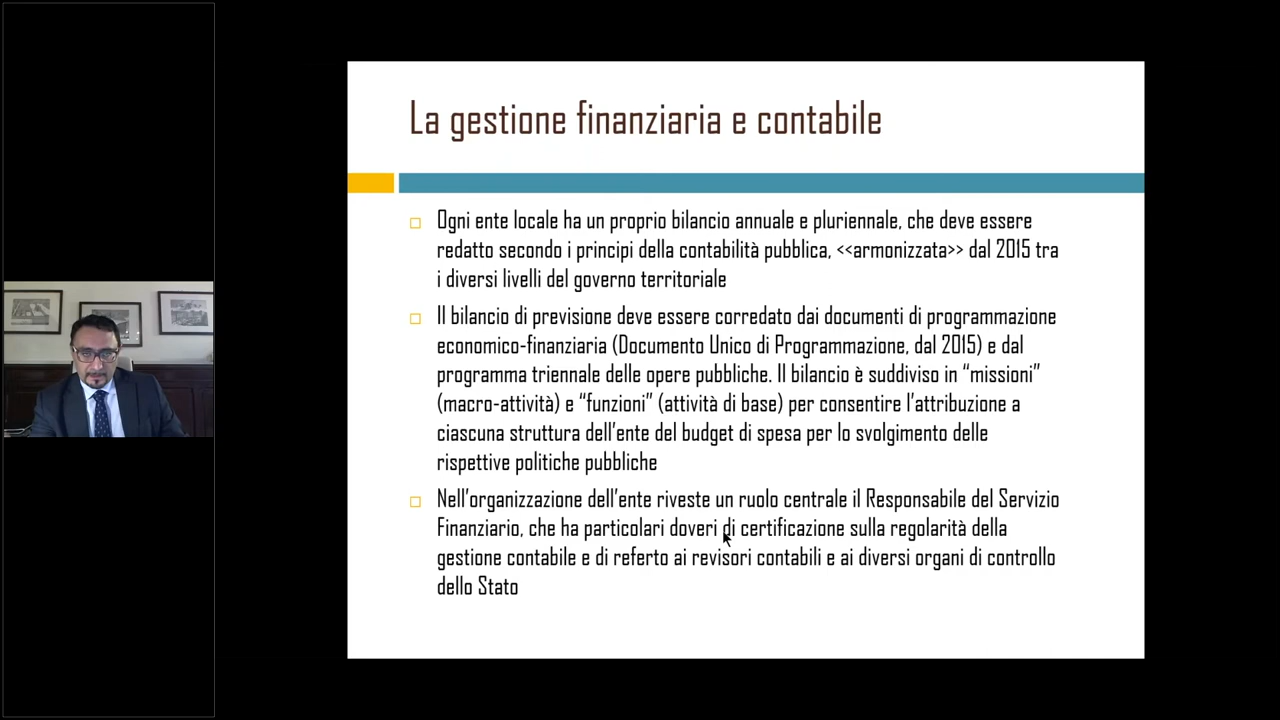 La gestione finanziaria e contabile
Ogni ente locale ha un proprio bilancio annuale e pluriennale, che deve essere
redatto secondo i principi della contabilità pubblica, <<armonizzata>> dal 2015 tra
i diversi livelli del governo territoriale
Il bilancio di previsione deve essere corredato dai documenti di programmazione
economico-finanziaria (Documento Unico di Programmazione, dal 2015) e dal
programma triennale delle opere pubbliche. Il bilancio è suddiviso in “missioni”
(macro-attività) e “funzioni” (attività di base) per consentire l’attribuzione a
ciascuna struttura dell’ente del budget di spesa per lo svolgimento delle
rispettive politiche pubbliche
Nell’organizzazione dell’ente riveste un ruolo centrale il Responsabile del Servizio
Finanziario, che ha particolari doveri di certificazione sulla regolarità della
gestione contabile e di referto ai revisori contabili e ai diversi organi di controllo
dello Stato